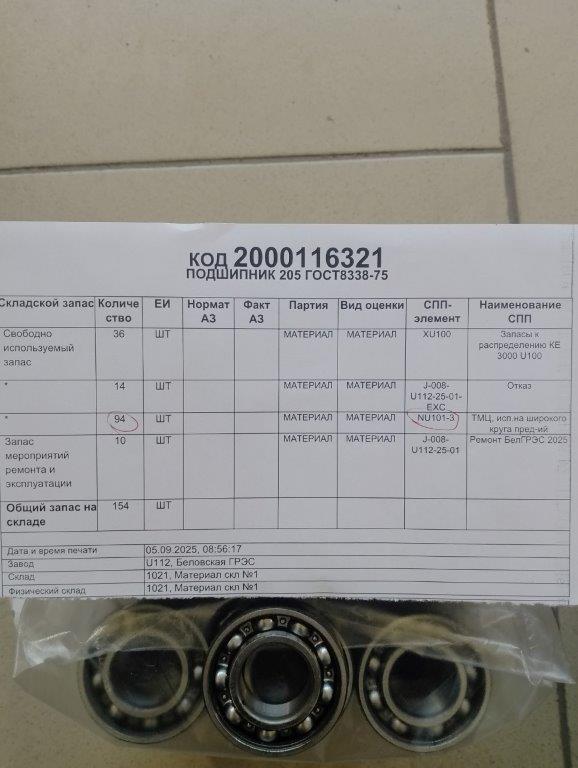 КОД 2000116321
ПОДШИПНИК 205 ГОСТ8338-75
Складской запас Количе ЕИ Нормат Факт Партия Вид оценки СПП- Наименование
ство АЗ АЗ элемент СПП
Свободно 36 ШТ МАТЕРИАЛ МАТЕРИАЛ XU100 Запасы к
используемый распределению КЕ
запас 3000 U100
* 14 ШТ МАТЕРИАЛ МАТЕРИАЛ J-008- Отказ
U112-25-01-
EXC
* 94 ШТ МАТЕРИАЛ МАТЕРИАЛ NU101-3 ТМЦ, исп.на широкого
круга пред-ий
Запас 10 ШТ МАТЕРИАЛ МАТЕРИАЛ J-008- Ремонт БелГРЭС 2025
мероприятий U112-25-01
ремонта и
эксплуатации
Общий запас на 154 ШТ
складе
Дата и время печати 05.09.2025, 08:56:17
Завод U112, Беловская ГРЭС
Склад 1021, Материал скл №1
Физический склад 1021, Материал скл №1